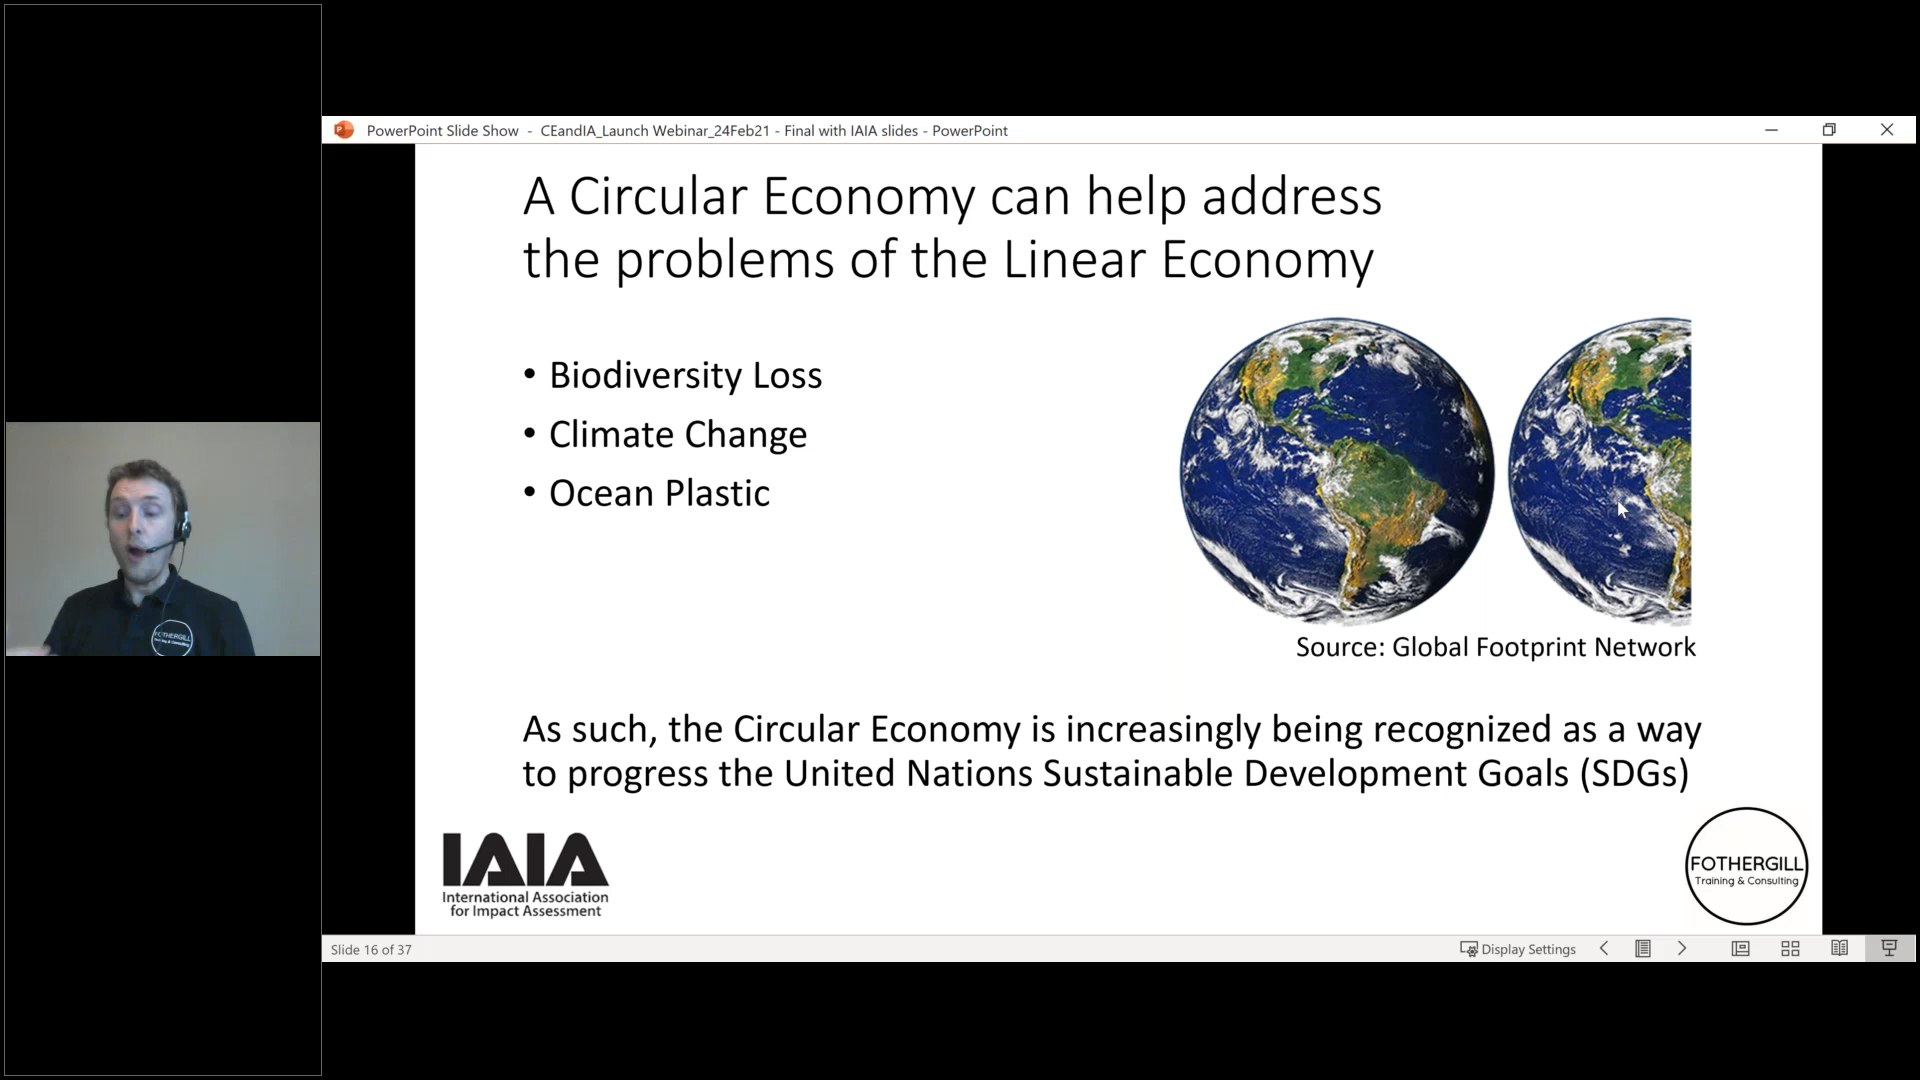 PowerPoint Slide Show - CEandIA_Launch Webinar_24Feb21 - Final with IAIA slides - PowerPoint
A Circular Economy can help address
the problems of the Linear Economy
• Biodiversity Loss
• Climate Change
• Ocean Plastic
Source: Global Footprint Network
As such, the Circular Economy is increasingly being recognized as a way
to progress the United Nations Sustainable Development Goals (SDGs)
IAIA
International Association
for Impact Assessment
FOTHERGILL
Training & Consulting
Slide 16 of 37
Display Settings
FOTHERGILL
Training & Consulting